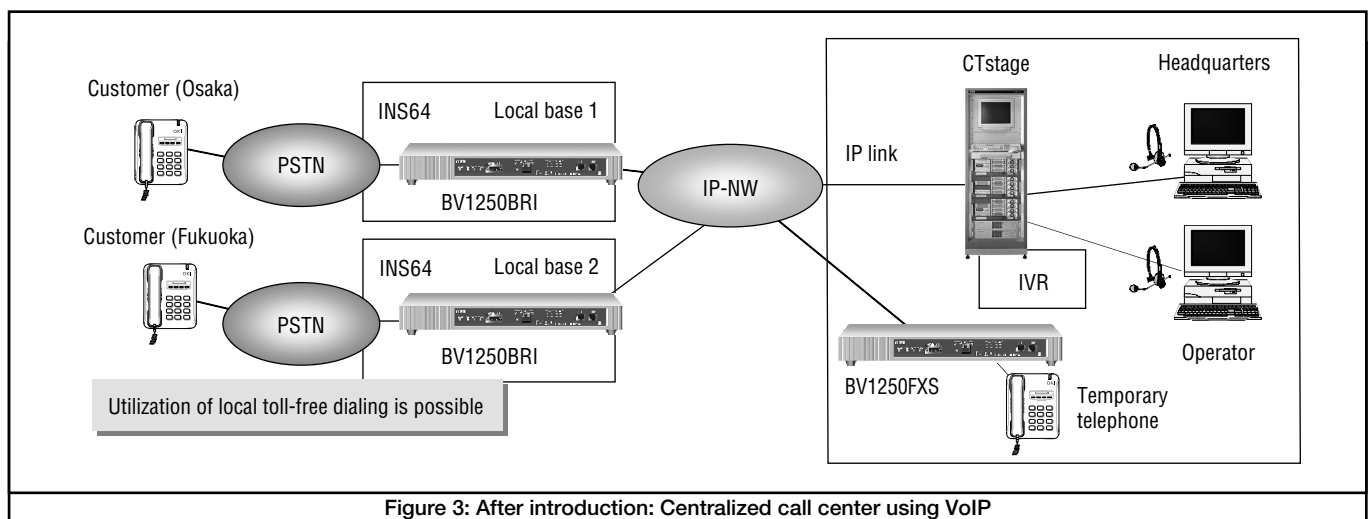 Customer (Osaka)
PSTN
INS64
Local base 1
BV1250BRI
Customer (Fukuoka)
PSTN
INS64
Local base 2
BV1250BRI
Utilization of local toll-free dialing is possible
IP-NW
IP link
CTstage
IVR
Headquarters
Operator
BV1250FXS
Temporary
telephone
Figure 3: After introduction: Centralized call center using VoIP